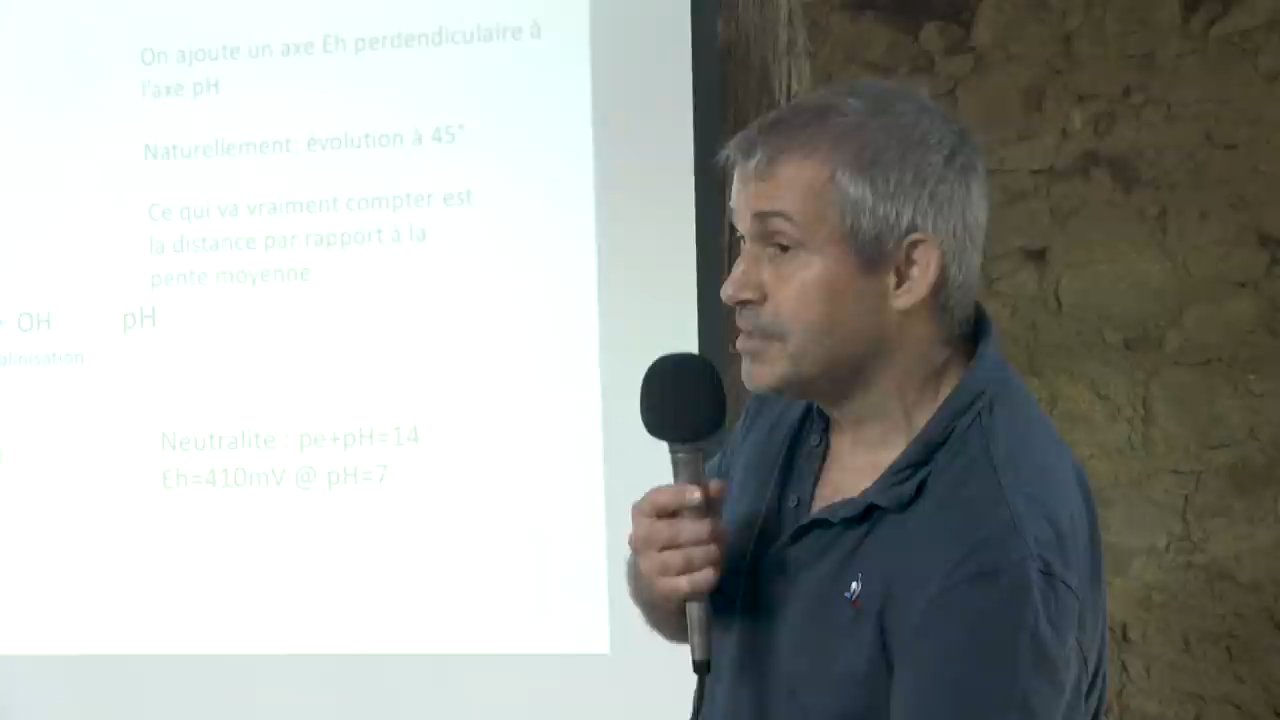 On ajoute un axe Eh perdendiculaire à
l'axe pH
Naturellement: évolution à 45°
Ce qui va vraiment compter est
la distance par rapport à la
pente moyenne
OH pH
alinisation
Neutralite : pe+pH=14
Eh=410mV @ pH=7